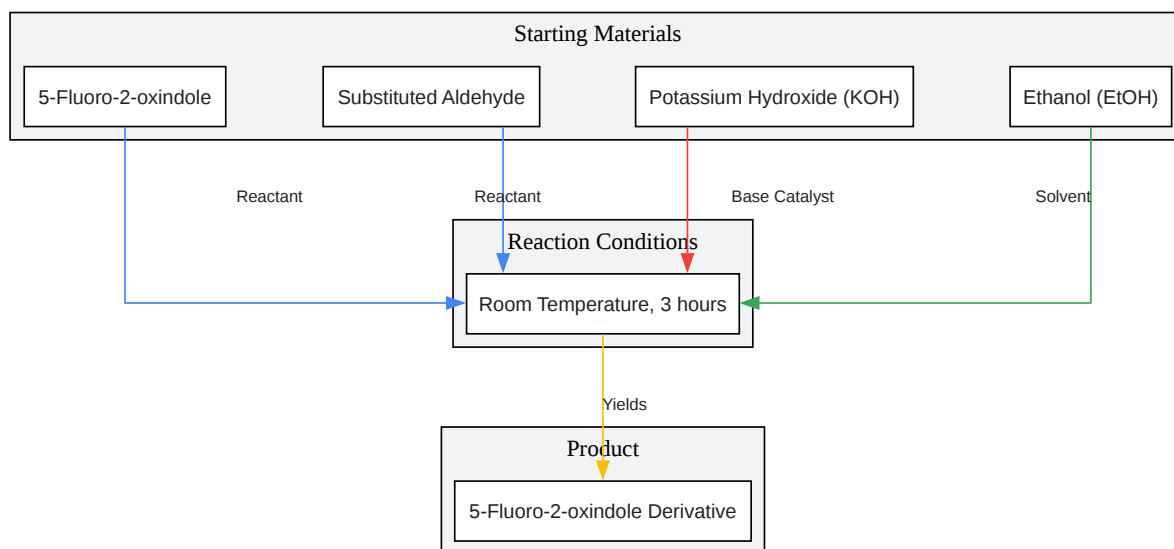 Starting Materials
5-Fluoro-2-oxindole
Substituted Aldehyde
Potassium Hydroxide (KOH)
Ethanol (EtOH)
Reactant
Reactant
Base Catalyst
Solvent
Reaction Conditions
Room Temperature, 3 hours
Yields
Product
5-Fluoro-2-oxindole Derivative